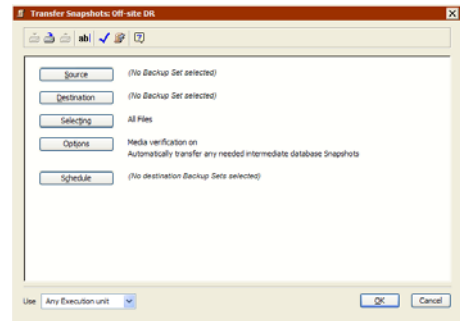 Transfer Snapshots: Off-site DR
abl
Source
(No Backup Set selected)
Destination
(No Backup Set selected)
Selecting
All Files
Options
Media verification on
Automatically transfer any needed intermediate database Snapshots
Schedule
(No destination Backup Sets selected)
Use
Any Execution unit
OK
Cancel